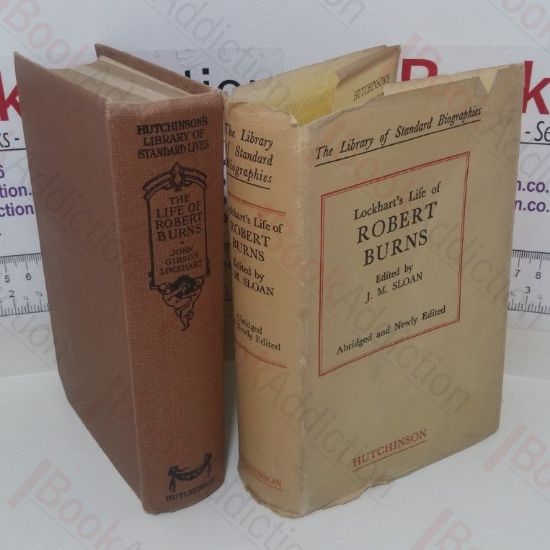 HUTCHINSON'S
LIBRARY OF
STANDARD LIVES
THE
LIFE OF
ROBERT
BURNS
JOHN
GIBSON
LOCKHART
HUTCHINSON
The Library
of Standard
Biographies
Lockhart's Life of
ROBERT
BURNS
Edited by
J. M. SLOAN
Abridged
and Newly Edited
HUTCHINSON
HUTCHINSON'S
The Library of Standard Biographies
Lockhart's Life of
ROBERT
BURNS
Edited by
J. M. SLOAN
Abridged and Newly Edited
HUTCHINSON
BookAddiction